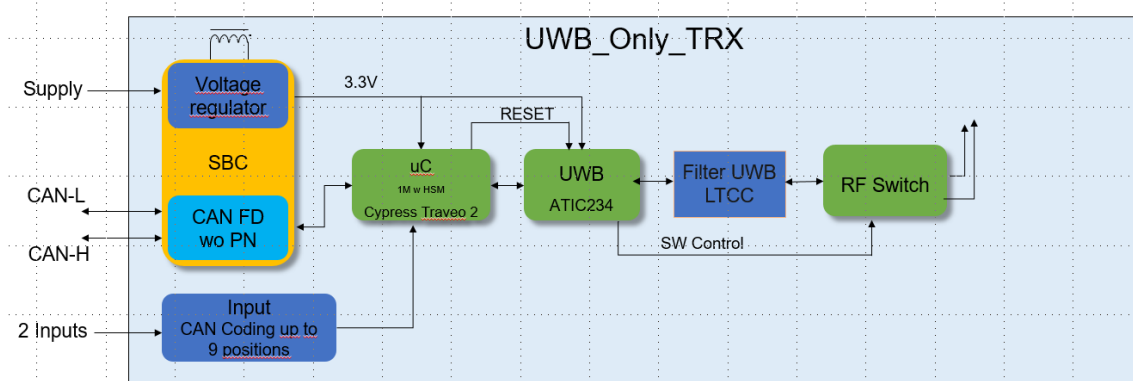 UWB_Only_TRX
Supply
Voltage
regulator
3.3V
RESET
SBC
uC
1M w HSM
Cypress Traveo 2
UWB
ATIC234
Filter UWB
LTCC
RF Switch
CAN-L
CAN-H
CAN FD
wo PN
SW Control
2 Inputs
Input
CAN Coding up to
9 positions